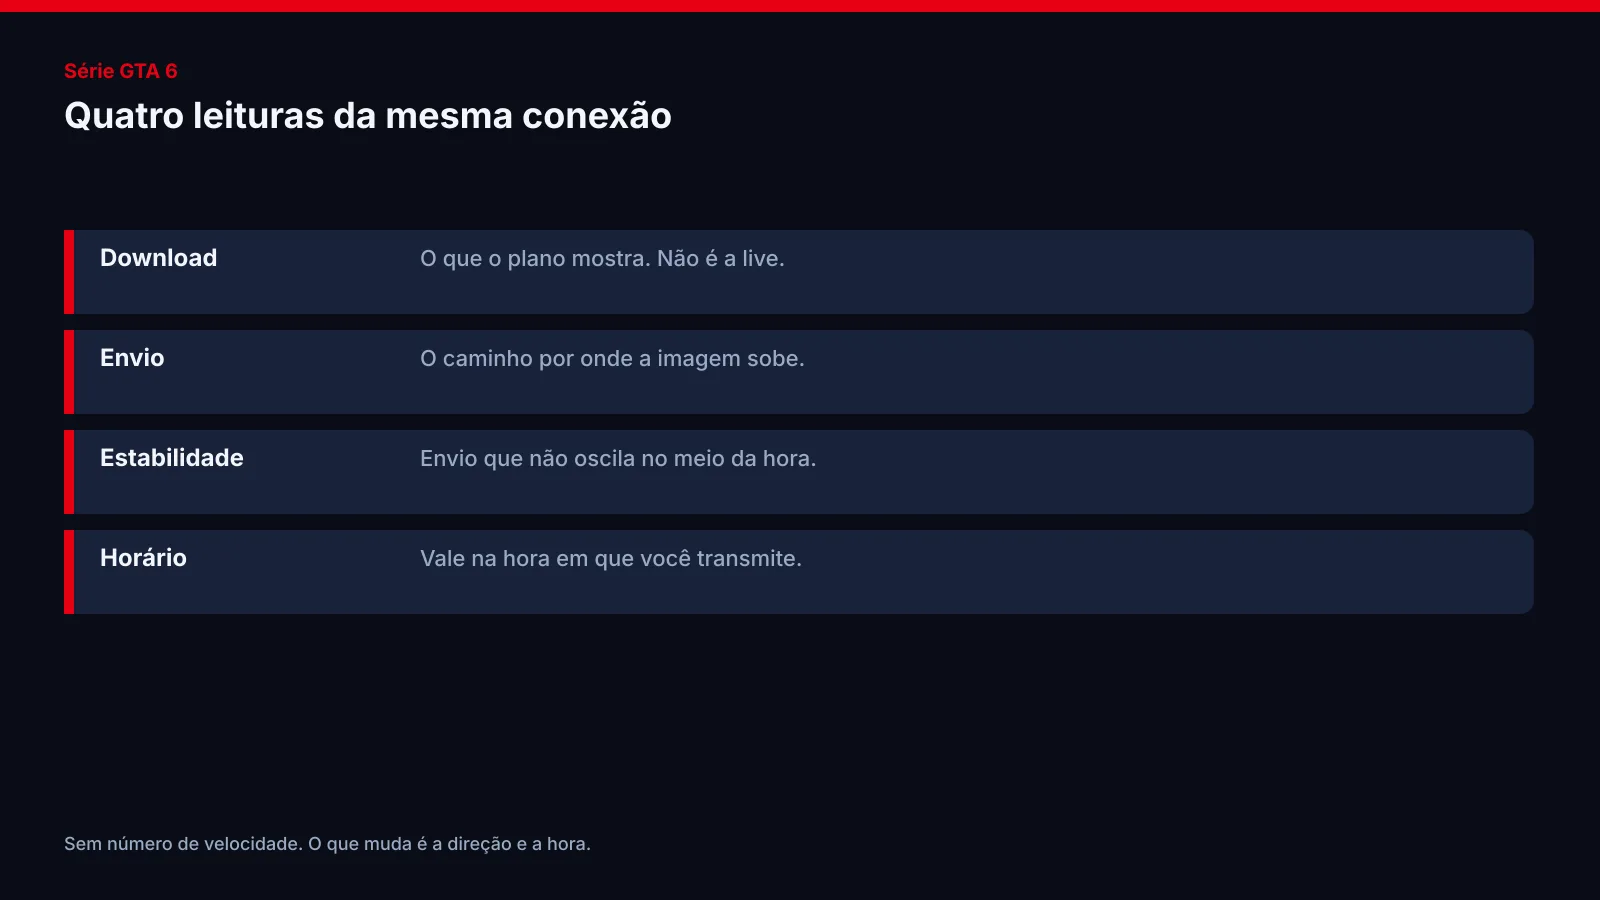 Série GTA 6
Quatro leituras da mesma conexão
Download O que o plano mostra. Não é a live.
Envio O caminho por onde a imagem sobe.
Estabilidade Envio que não oscila no meio da hora.
Horário Vale na hora em que você transmite.
Sem número de velocidade. O que muda é a direção e a hora.